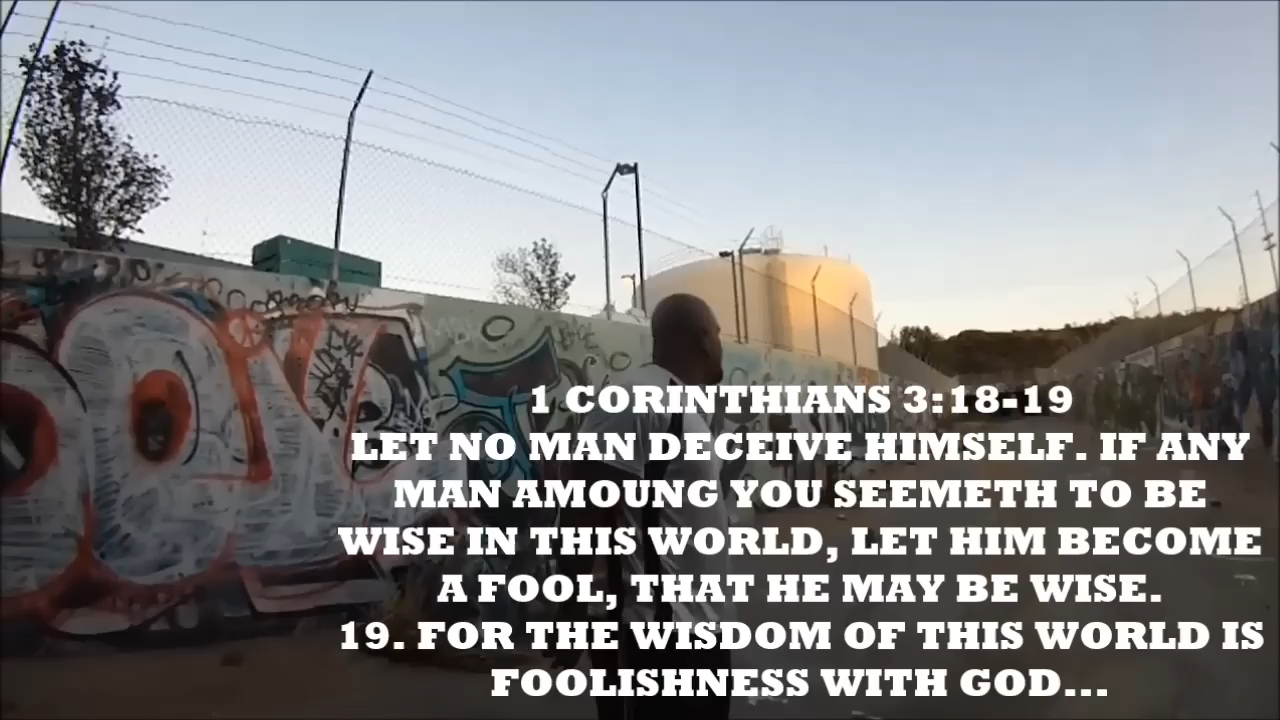 1 CORINTHIANS 3:18-19
LET NO MAN DECEIVE HIMSELF. IF ANY
MAN AMOUNG YOU SEEMETH TO BE
WISE IN THIS WORLD, LET HIM BECOME
A FOOL, THAT HE MAY BE WISE.
19. FOR THE WISDOM OF THIS WORLD IS
FOOLISHNESS WITH GOD...